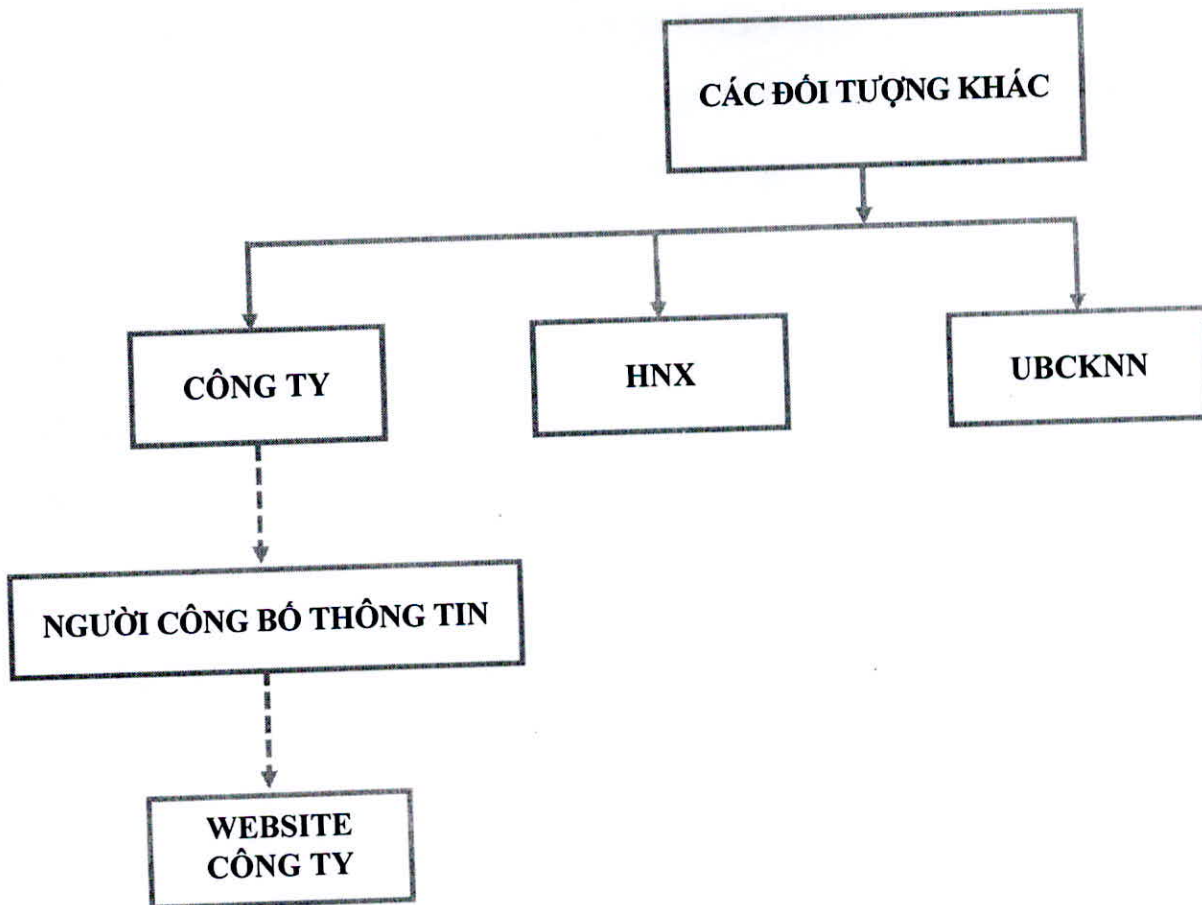 CÁC ĐỐI TƯỢNG KHÁC
CÔNG TY
HNX
UBCKNN
NGƯỜI CÔNG BỐ THÔNG TIN
WEBSITE
CÔNG TY